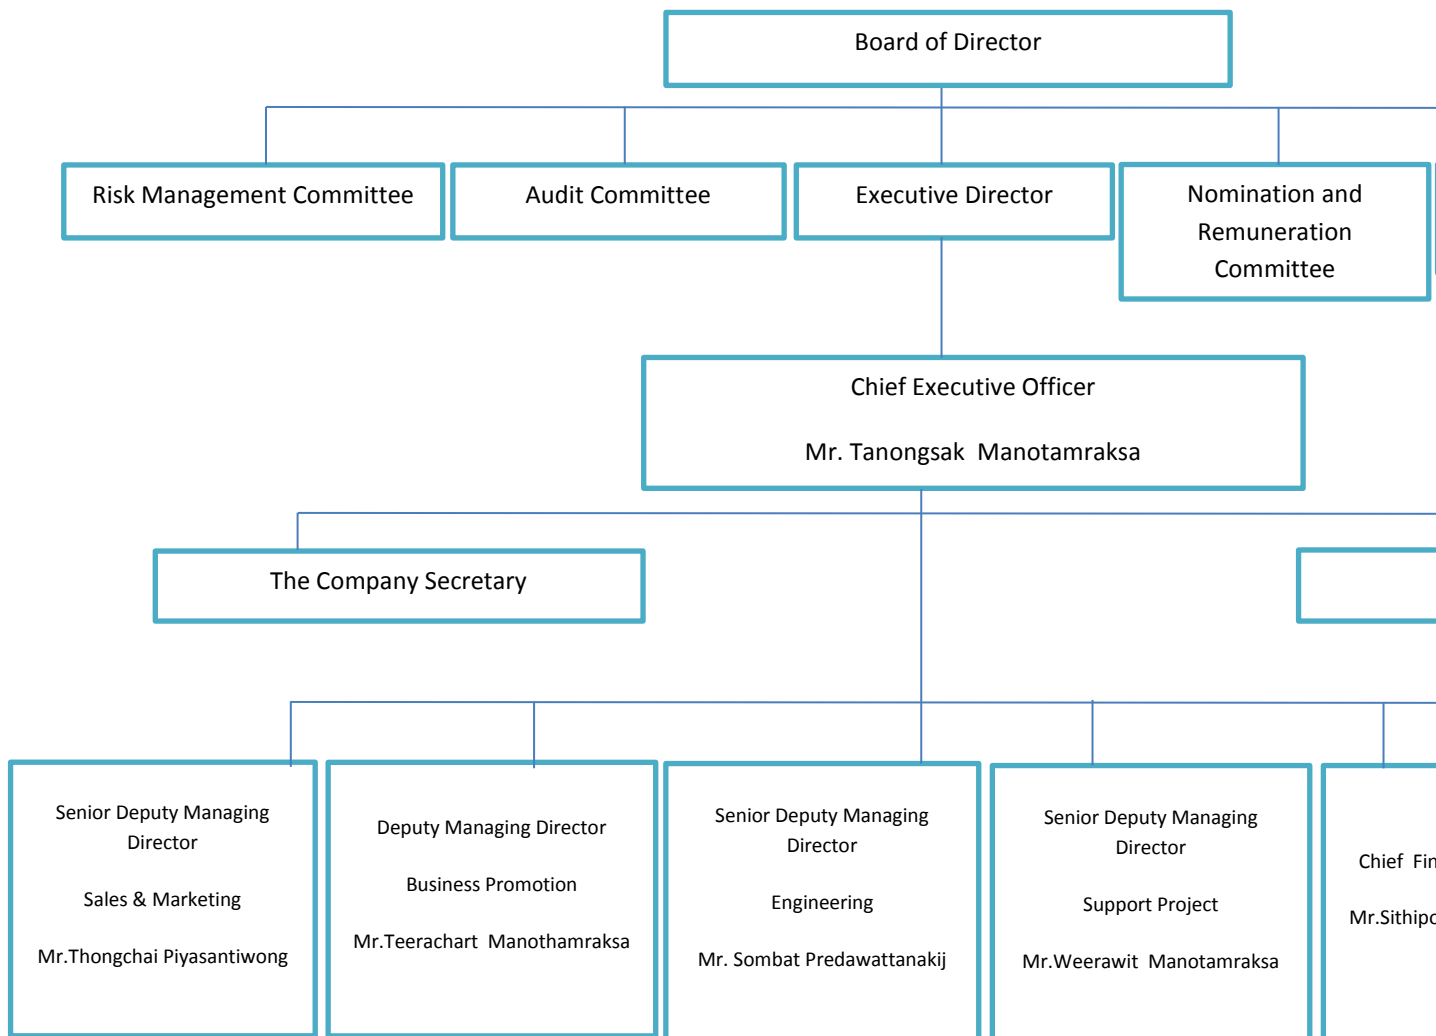 Board of Director
Risk Management Committee
Audit Committee
Executive Director
Nomination and
Remuneration
Committee
Chief Executive Officer
Mr. Tanongsak Manotamraksa
The Company Secretary
Senior Deputy Managing
Director
Sales & Marketing
Mr.Thongchai Piyasantiwong
Deputy Managing Director
Business Promotion
Mr.Teerachart Manothamraksa
Senior Deputy Managing
Director
Engineering
Mr. Sombat Predawattanakij
Senior Deputy Managing
Director
Support Project
Mr.Weerawit Manotamraksa
Chief